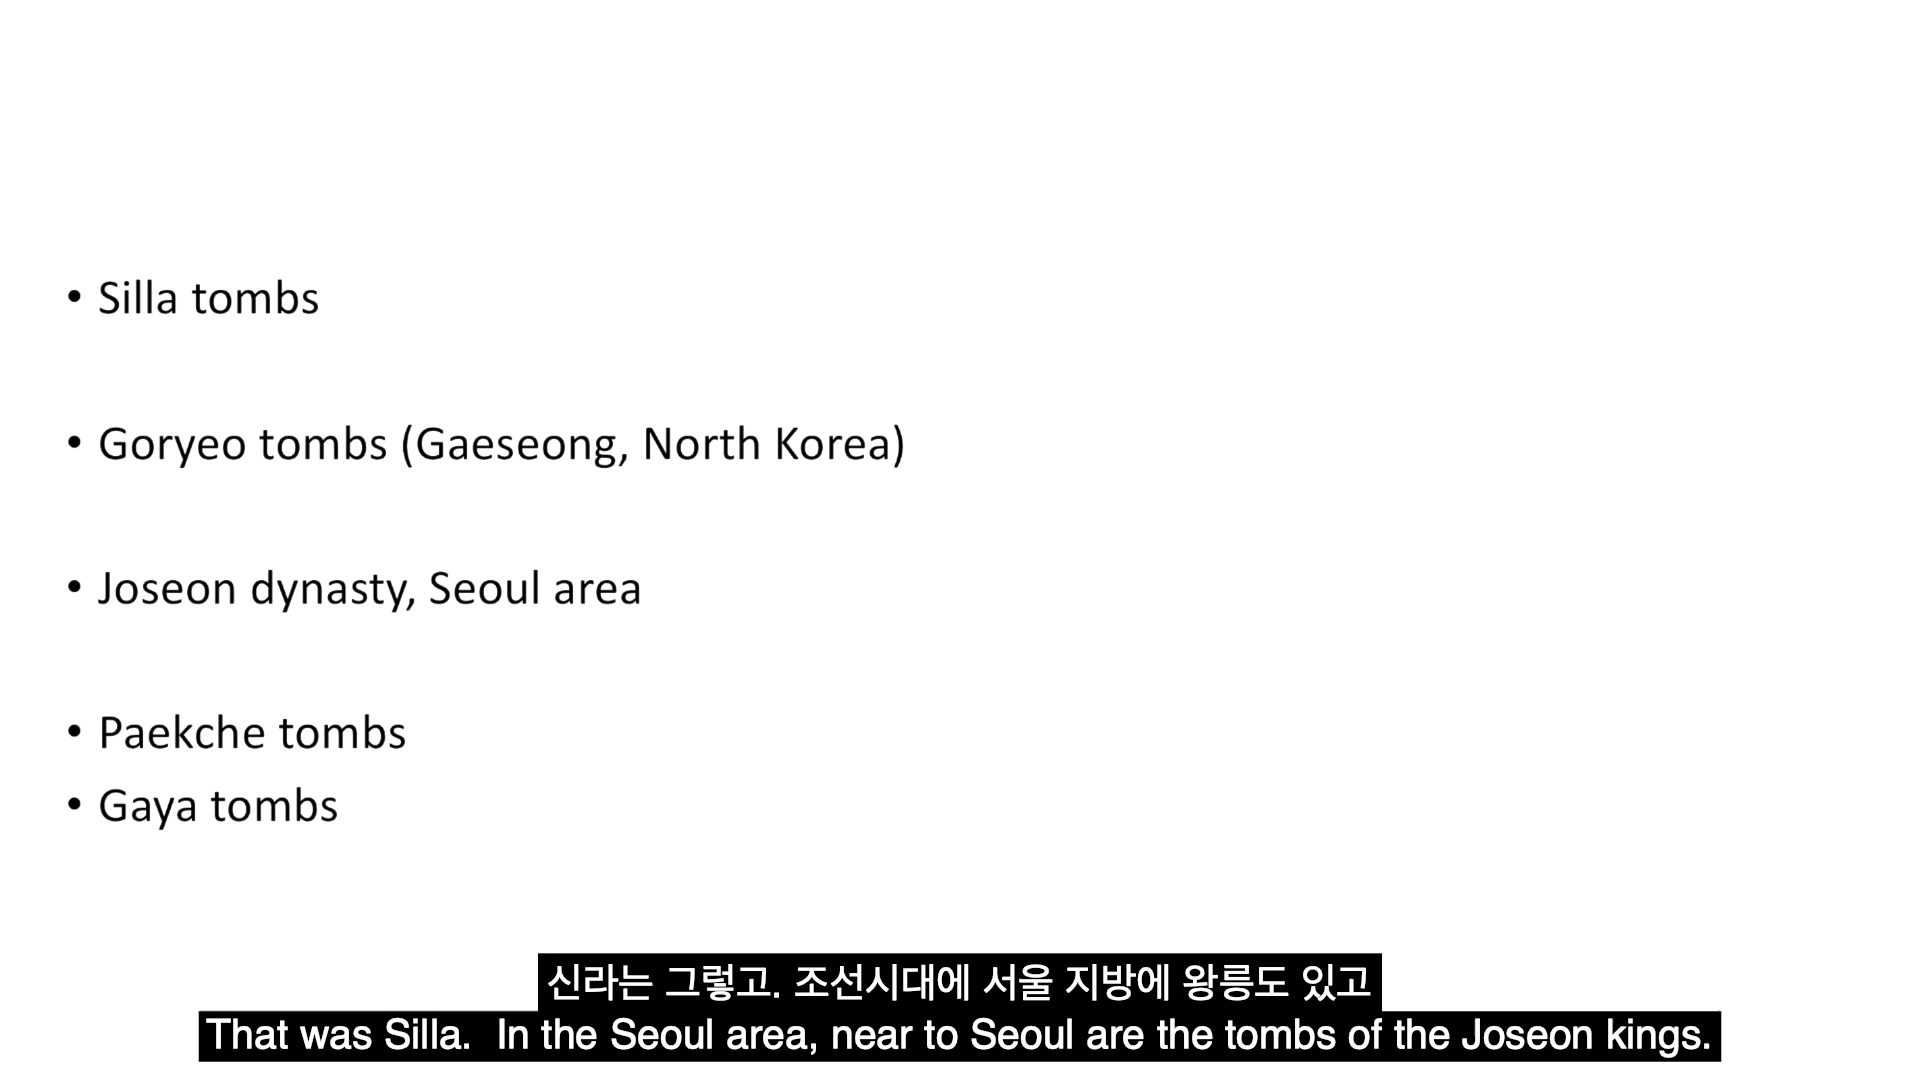 • Silla tombs
• Goryeo tombs (Gaeseong, North Korea)
• Joseon dynasty, Seoul area
• Paekche tombs
• Gaya tombs
신라는 그렇고. 조선시대에 서울 지방에 왕릉도 있고
That was Silla.  In the Seoul area, near to Seoul are the tombs of the Joseon kings.